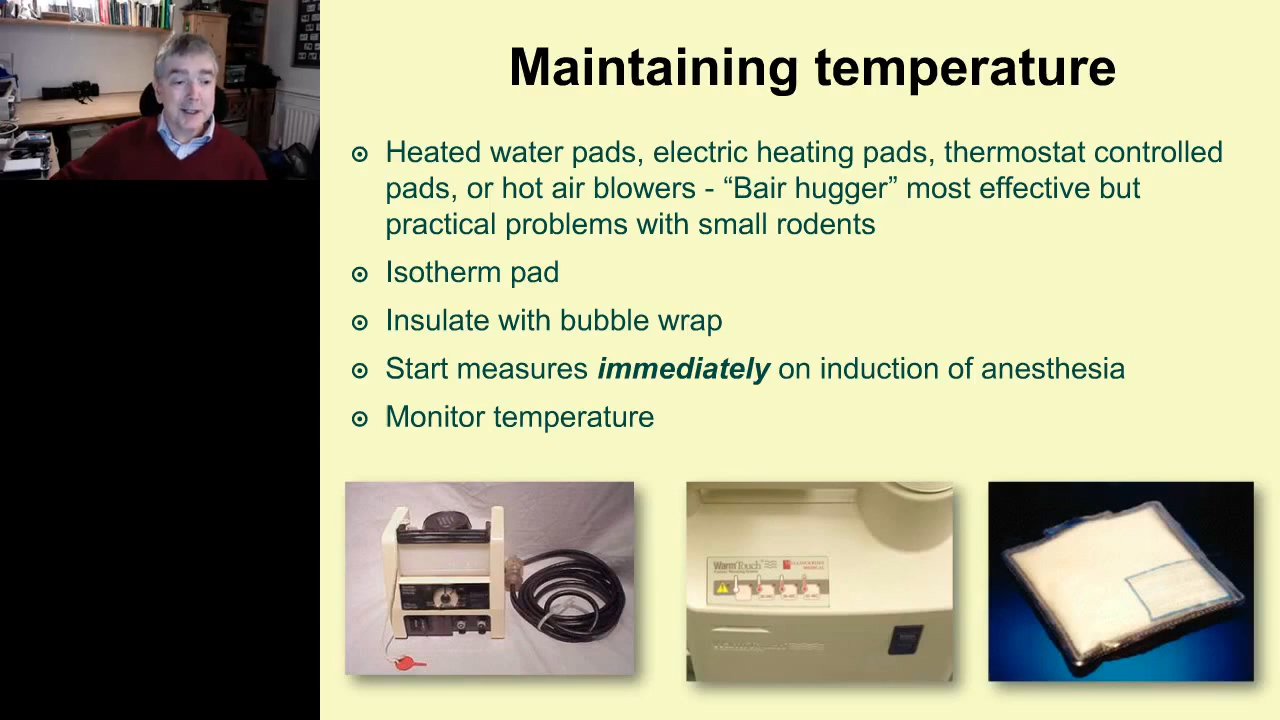 Maintaining temperature
Heated water pads, electric heating pads, thermostat controlled
pads, or hot air blowers - “Bair hugger” most effective but
practical problems with small rodents
Isotherm pad
Insulate with bubble wrap
Start measures immediately on induction of anesthesia
Monitor temperature
WarmTouch